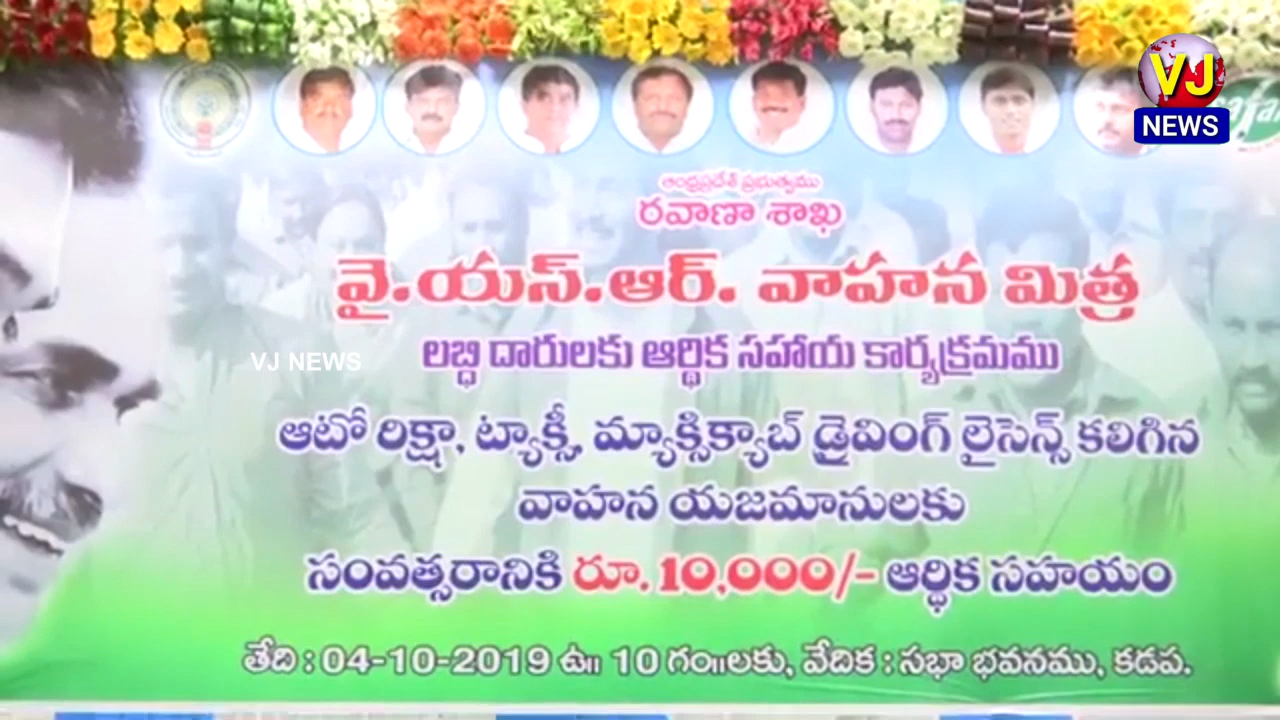 VJ
NEWS
ఆంధ్రప్రదేశ్ ప్రభుత్వము
రవాణా శాఖ
వై.యస్.ఆర్. వాహన మిత్ర
లబ్ధి దారులకు ఆర్థిక సహాయ కార్యక్రమము
VJ NEWS
ఆటో రిక్షా, ట్యాక్సీ, మ్యాక్సిక్యాబ్ డ్రైవింగ్ లైసెన్స్ కలిగిన
వాహన యజమానులకు
సంవత్సరానికి రూ. 10,000/- ఆర్థిక సహయం
తేది : 04-10-2019 ఉ॥ 10 గం॥లకు, వేదిక : సభా భవనము, కడప.